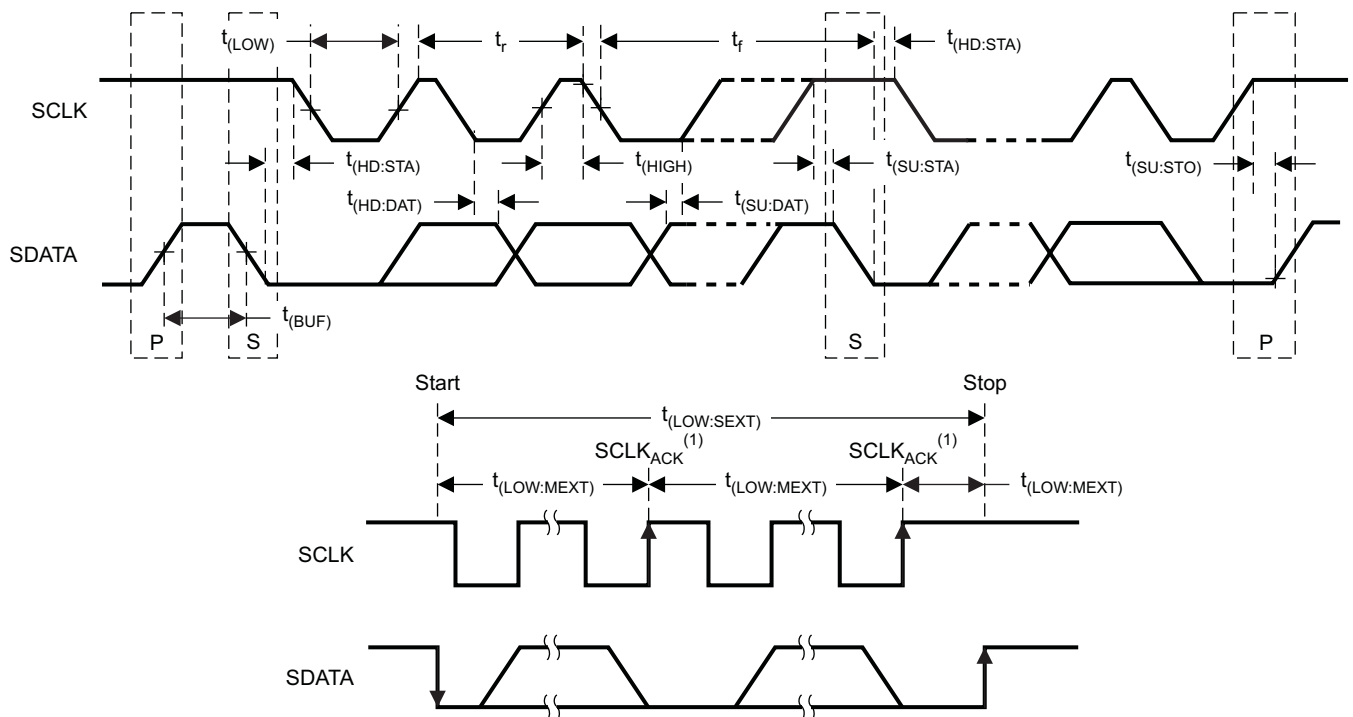 t(LOW) tr tf t(HD:STA)
SCLK
t(HD:STA) t(HIGH) t(SU:STA) t(SU:STO)
t(HD:DAT) t(SU:DAT)
SDATA
t(BUF)
P S S P
Start Stop
t(LOW:SEXT)
SCLKACK(1) SCLKACK(1)
t(LOW:MEXT) t(LOW:MEXT) t(LOW:MEXT)
SCLK
SDATA